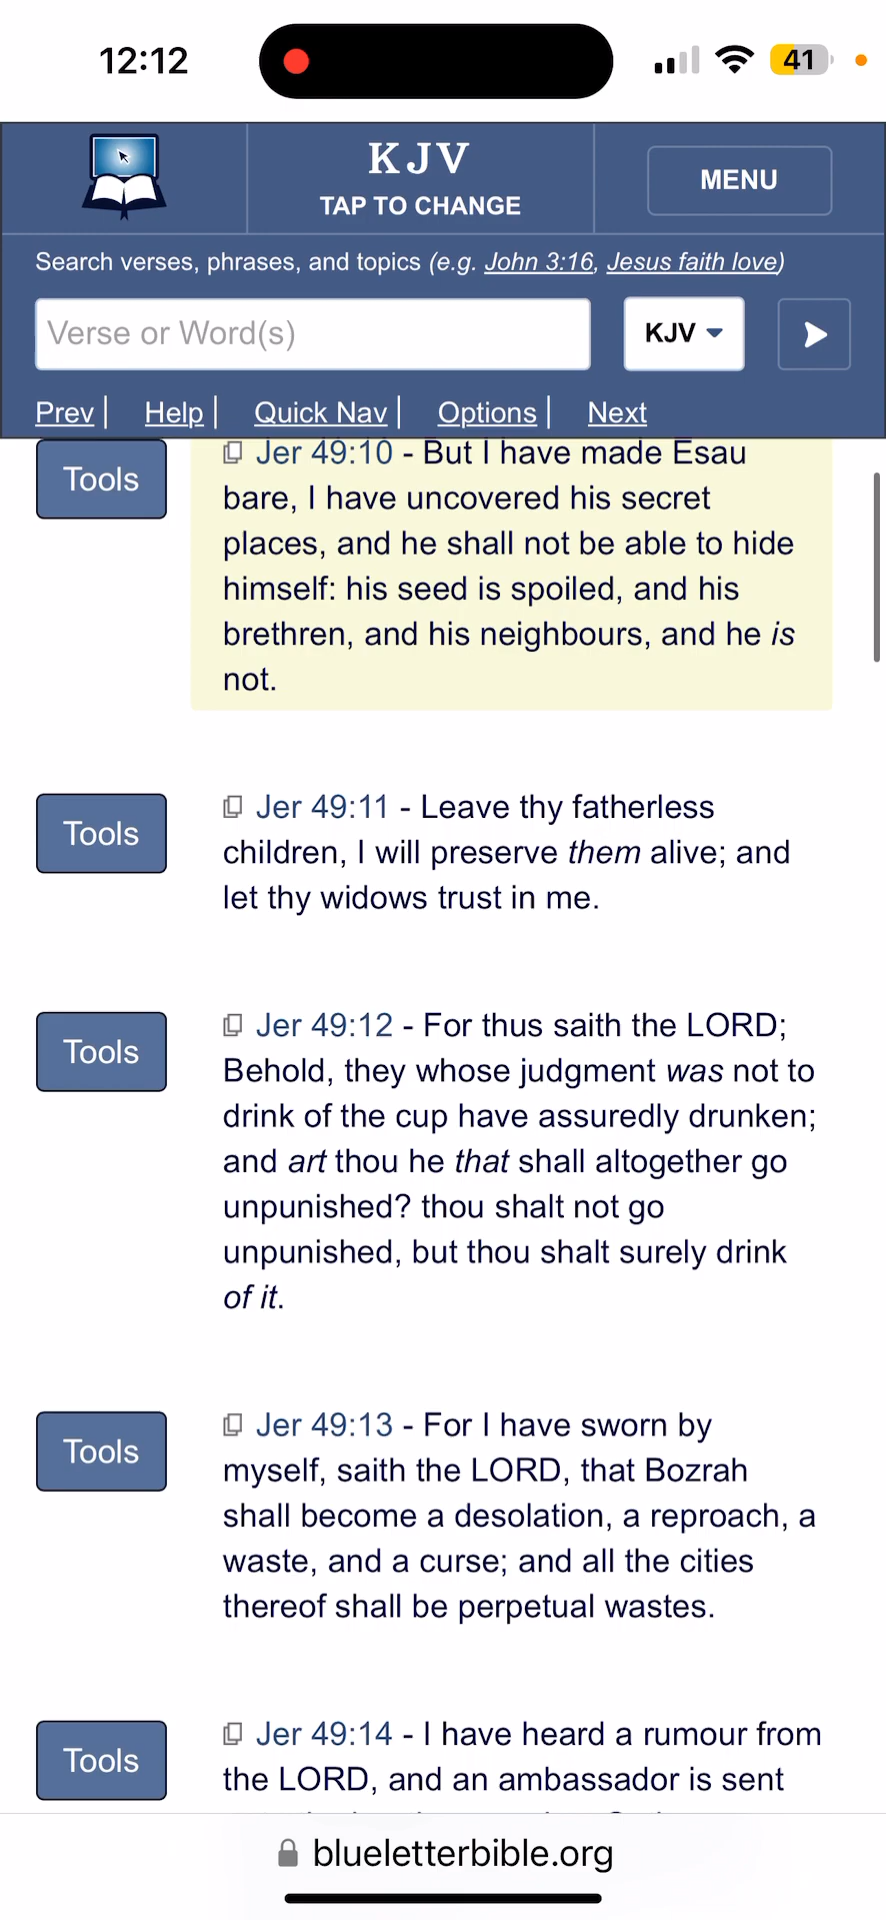 12:12
41
KJV
TAP TO CHANGE
MENU
Search verses, phrases, and topics (e.g. John 3:16, Jesus faith love)
Verse or Word(s)
KJV
Prev | Help | Quick Nav | Options | Next
Tools
Jer 49:10 - But I have made Esau
bare, I have uncovered his secret
places, and he shall not be able to hide
himself: his seed is spoiled, and his
brethren, and his neighbours, and he is
not.
Tools
Jer 49:11 - Leave thy fatherless
children, I will preserve them alive; and
let thy widows trust in me.
Tools
Jer 49:12 - For thus saith the LORD;
Behold, they whose judgment was not to
drink of the cup have assuredly drunken;
and art thou he that shall altogether go
unpunished? thou shalt not go
unpunished, but thou shalt surely drink
of it.
Tools
Jer 49:13 - For I have sworn by
myself, saith the LORD, that Bozrah
shall become a desolation, a reproach, a
waste, and a curse; and all the cities
thereof shall be perpetual wastes.
Tools
Jer 49:14 - I have heard a rumour from
the LORD, and an ambassador is sent
blueletterbible.org